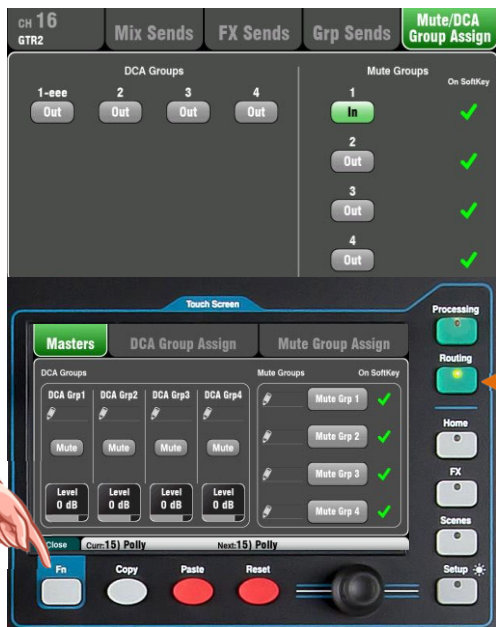 CH 16
GTR2
Mix Sends
FX Sends
Grp Sends
Mute/DCA
Group Assign
DCA Groups
Mute Groups
On SoftKey
1-eee 2 3 4
Out Out Out Out
1
In
2
Out
3
Out
4
Out
Touch Screen
Masters
DCA Group Assign
Mute Group Assign
DCA Groups
Mute Groups
On SoftKey
DCA Grp1 DCA Grp2 DCA Grp3 DCA Grp4
Mute Mute Mute Mute
Level Level Level Level
0 dB 0 dB 0 dB 0 dB
Mute Grp 1
Mute Grp 2
Mute Grp 3
Mute Grp 4
Close Curr:15) Polly Next:15) Polly
Fn
Copy
Paste
Reset
Processing
Routing
Home
FX
Scenes
Setup